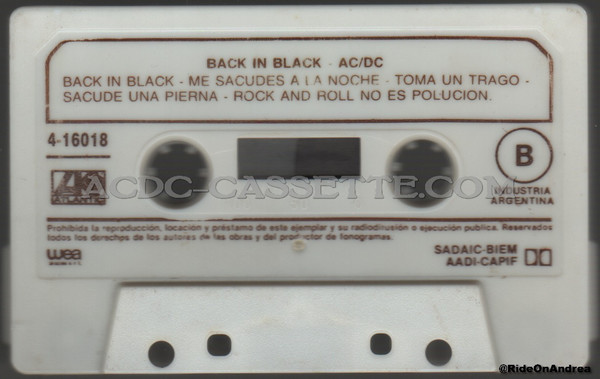 BACK IN BLACK - AC/DC
BACK IN BLACK - ME SACUDES A LA NOCHE - TOMA UN TRAGO -
SACUDE UNA PIERNA - ROCK AND ROLL NO ES POLUCION.
4-16018
B
ATLANTIC
ACDC-CASSETTE.COM
INDUSTRIA
ARGENTINA
Prohibida la reproducción, locación y préstamo de este ejemplar y su radiodifusión o ejecución publica. Reservados
todos los derechos de los autores de las obras y del productor de fonogramas.
wea
SADAIC-BIEM
AADI-CAPIF
@RideOnAndrea